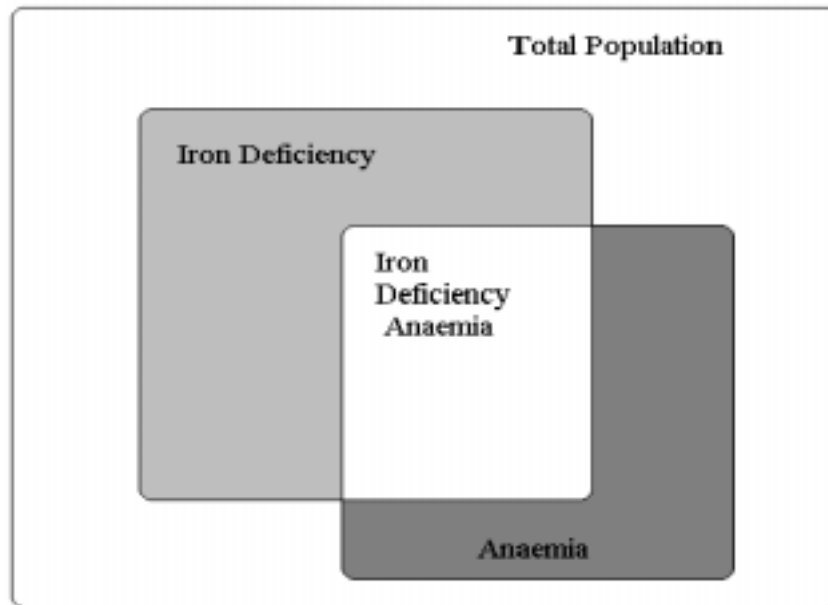 Total Population
Iron Deficiency
Iron
Deficiency
Anaemia
Anaemia